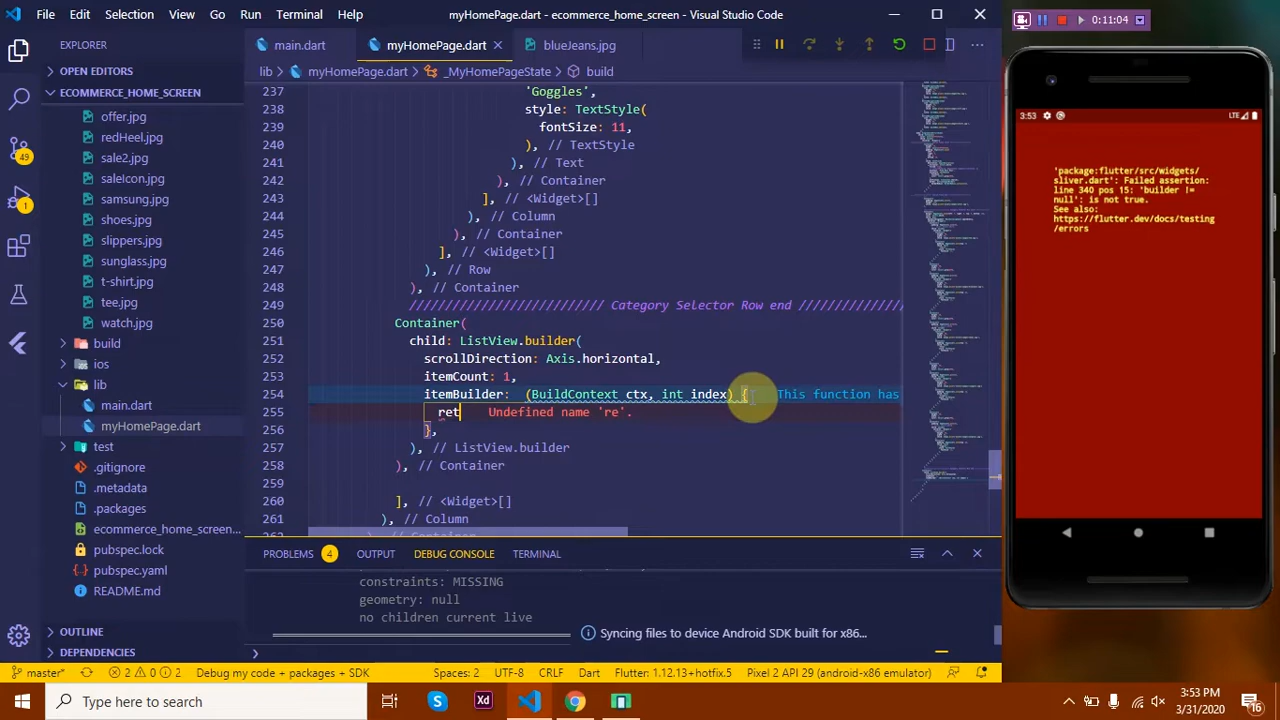 File Edit Selection View Go Run Terminal Help
myHomePage.dart - ecommerce_home_screen - Visual Studio Code
0:11:04
EXPLORER
main.dart
myHomePage.dart
blueJeans.jpg
OPEN EDITORS
lib > myHomePage.dart > _MyHomePageState > build
ECOMMERCE_HOME_SCREEN
offer.jpg
redHeel.jpg
sale2.jpg
saleIcon.jpg
samsung.jpg
shoes.jpg
slippers.jpg
sunglass.jpg
t-shirt.jpg
tee.jpg
watch.jpg
build
ios
lib
main.dart
myHomePage.dart
test
.gitignore
.metadata
.packages
ecommerce_home_screen...
pubspec.lock
pubspec.yaml
README.md
OUTLINE
DEPENDENCIES
49
1
237 'Goggles',
238 style: TextStyle(
239 fontSize: 11,
240 ), // TextStyle
241 ), // Text
242 ), // Container
243 ], // <Widget>[]
244 ), // Column
245 ), // Container
246 ], // <Widget>[]
247 ), // Row
248 ), // Container
249 /////////////////////// Category Selector Row end //////////////////
250 Container(
251 child: ListView.builder(
252 scrollDirection: Axis.horizontal,
253 itemCount: 1,
254 itemBuilder: (BuildContext ctx, int index) { This function has
255 ret Undefined name 're'.
256 },
257 ), // ListView.builder
258 ), // Container
259
260 ], // <Widget>[]
261 ), // Column
262 ), // Container
PROBLEMS 4 OUTPUT DEBUG CONSOLE TERMINAL
constraints: MISSING
geometry: null
no children current live
Syncing files to device Android SDK built for x86...
master* 2 0 2 Debug my code + packages + SDK
Spaces: 2 UTF-8 CRLF Dart Flutter: 1.12.13+hotfix.5 Pixel 2 API 29 (android-x86 emulator)
3:53
LTE
'package:flutter/src/widgets/
sliver.dart': Failed assertion:
line 340 pos 15: 'builder !=
null': is not true.
See also:
https://flutter.dev/docs/testing
/errors
Type here to search
Xd
3:53 PM
3/31/2020
16